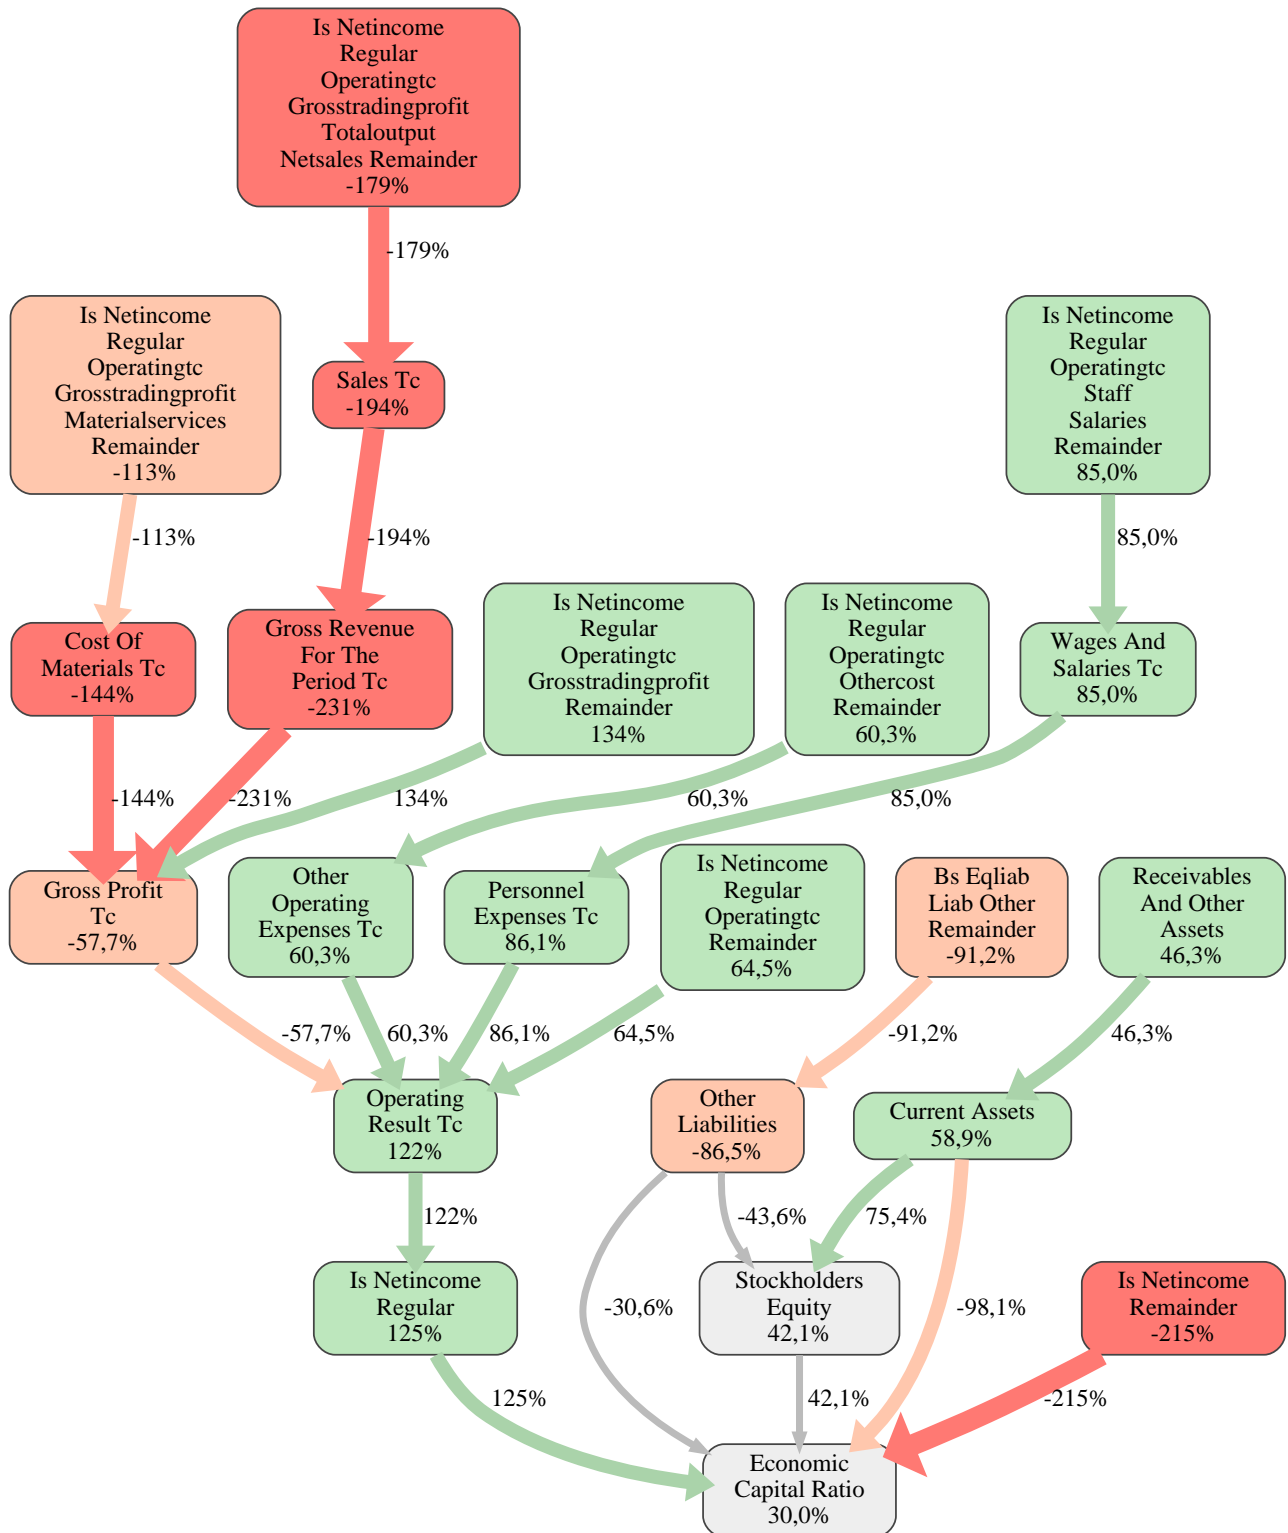 Is Netincome
Regular
Operatingtc
Grosstradingprofit
Totaloutput
Netsales Remainder
-179%
-179%
Is Netincome
Regular
Operatingtc
Grosstradingprofit
Materialservices
Remainder
-113%
Sales Tc
-194%
Is Netincome
Regular
Operatingtc
Staff
Salaries
Remainder
85,0%
-113%
-194%
85,0%
Cost Of
Materials Tc
-144%
Gross Revenue
For The
Period Tc
-231%
Is Netincome
Regular
Operatingtc
Grosstradingprofit
Remainder
134%
Is Netincome
Regular
Operatingtc
Othercost
Remainder
60,3%
Wages And
Salaries Tc
85,0%
-144%
-231%
134%
60,3%
85,0%
Gross Profit
Tc
-57,7%
Other
Operating
Expenses Tc
60,3%
Personnel
Expenses Tc
86,1%
Is Netincome
Regular
Operatingtc
Remainder
64,5%
Bs Eqliab
Liab Other
Remainder
-91,2%
Receivables
And Other
Assets
46,3%
-57,7%
60,3%
86,1%
64,5%
-91,2%
46,3%
Operating
Result Tc
122%
Other
Liabilities
-86,5%
Current Assets
58,9%
122%
-43,6%
75,4%
Is Netincome
Regular
125%
-30,6%
Stockholders
Equity
42,1%
-98,1%
Is Netincome
Remainder
-215%
125%
42,1%
-215%
Economic
Capital Ratio
30,0%